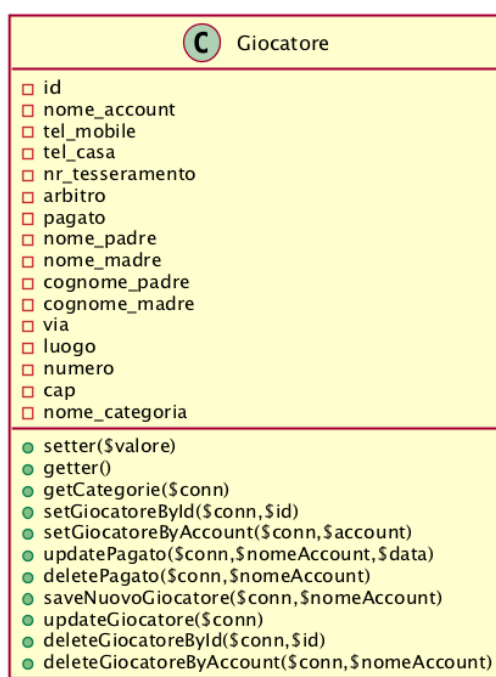 C Giocatore
id
nome_account
tel_mobile
tel_casa
nr_tesseramento
arbitro
pagato
nome_padre
nome_madre
cognome_padre
cognome_madre
via
luogo
numero
cap
nome_categoria
setter($valore)
getter()
getCategorie($conn)
setGiocatoreById($conn,$id)
setGiocatoreByAccount($conn,$account)
updatePagato($conn,$nomeAccount,$data)
deletePagato($conn,$nomeAccount)
saveNuovoGiocatore($conn,$nomeAccount)
updateGiocatore($conn)
deleteGiocatoreById($conn,$id)
deleteGiocatoreByAccount($conn,$nomeAccount)